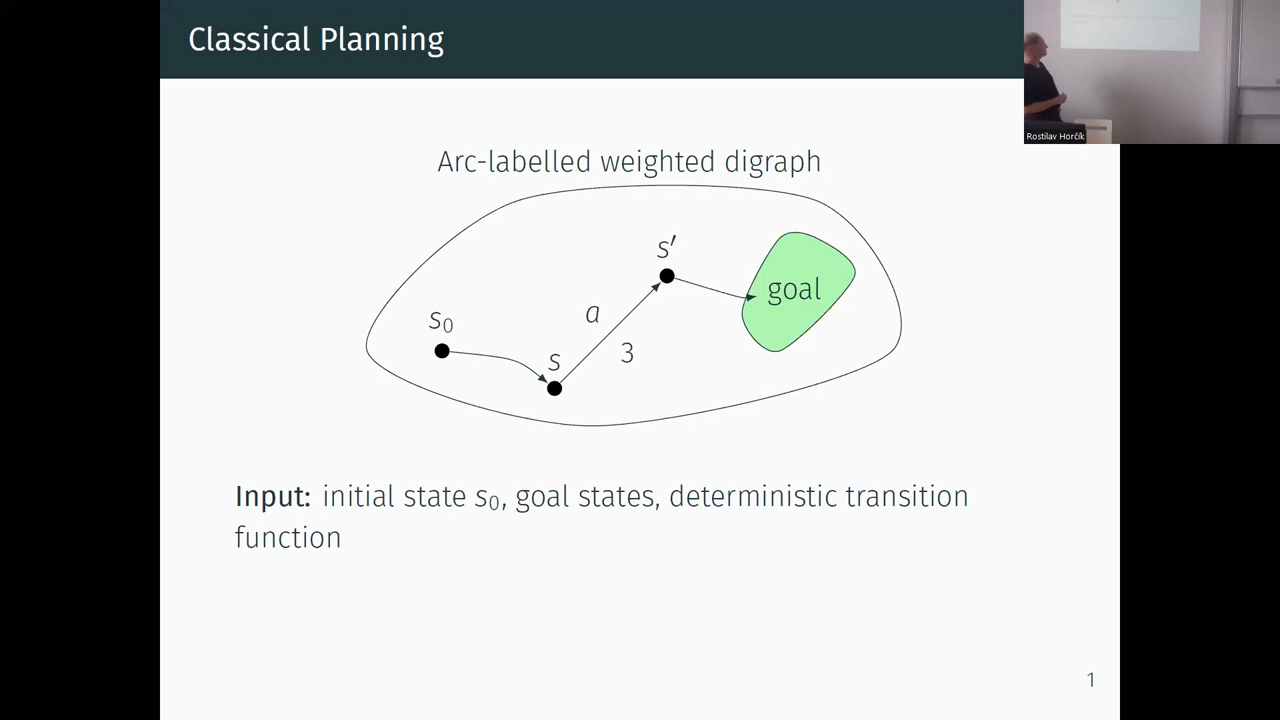 Classical Planning
Rostilav Horčík
Arc-labelled weighted digraph
s′
goal
s₀
a
s
3
Input: initial state s₀, goal states, deterministic transition
function
1